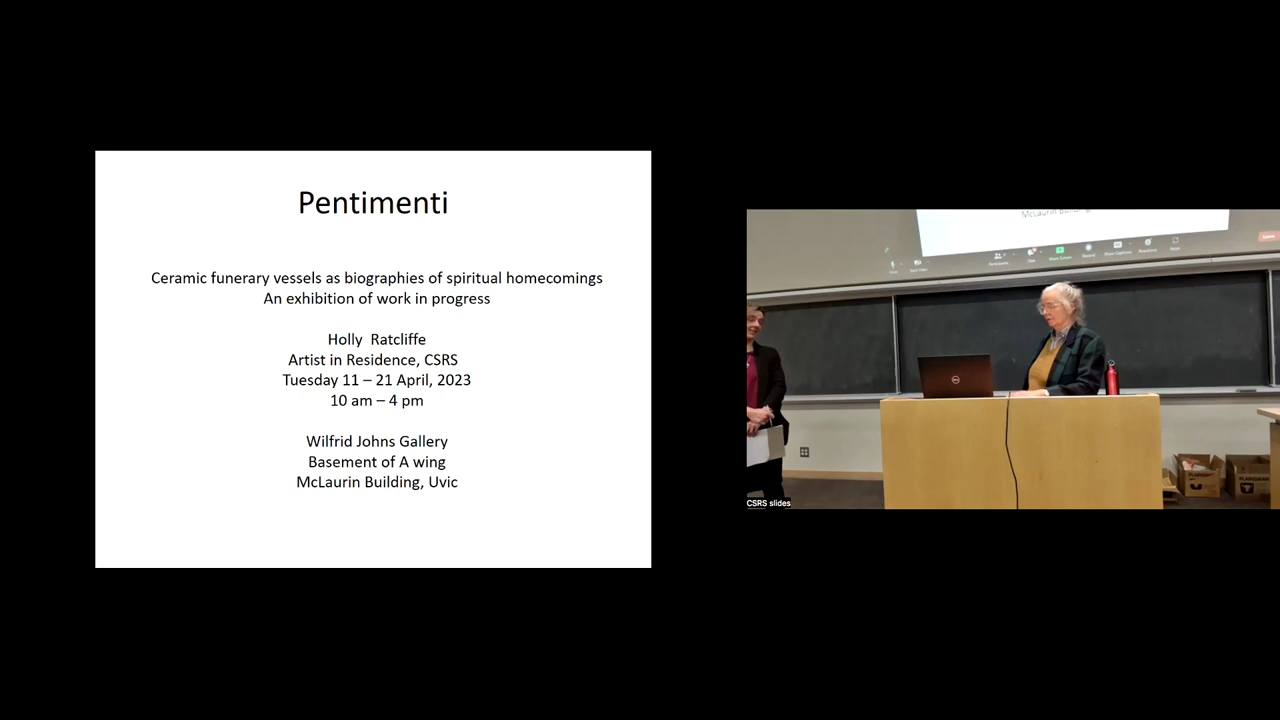 Pentimenti
Ceramic funerary vessels as biographies of spiritual homecomings
An exhibition of work in progress
Holly Ratcliffe
Artist in Residence, CSRS
Tuesday 11 – 21 April, 2023
10 am – 4 pm
Wilfrid Johns Gallery
Basement of A wing
McLaurin Building, Uvic
McLaurin Building,
CSRS slides